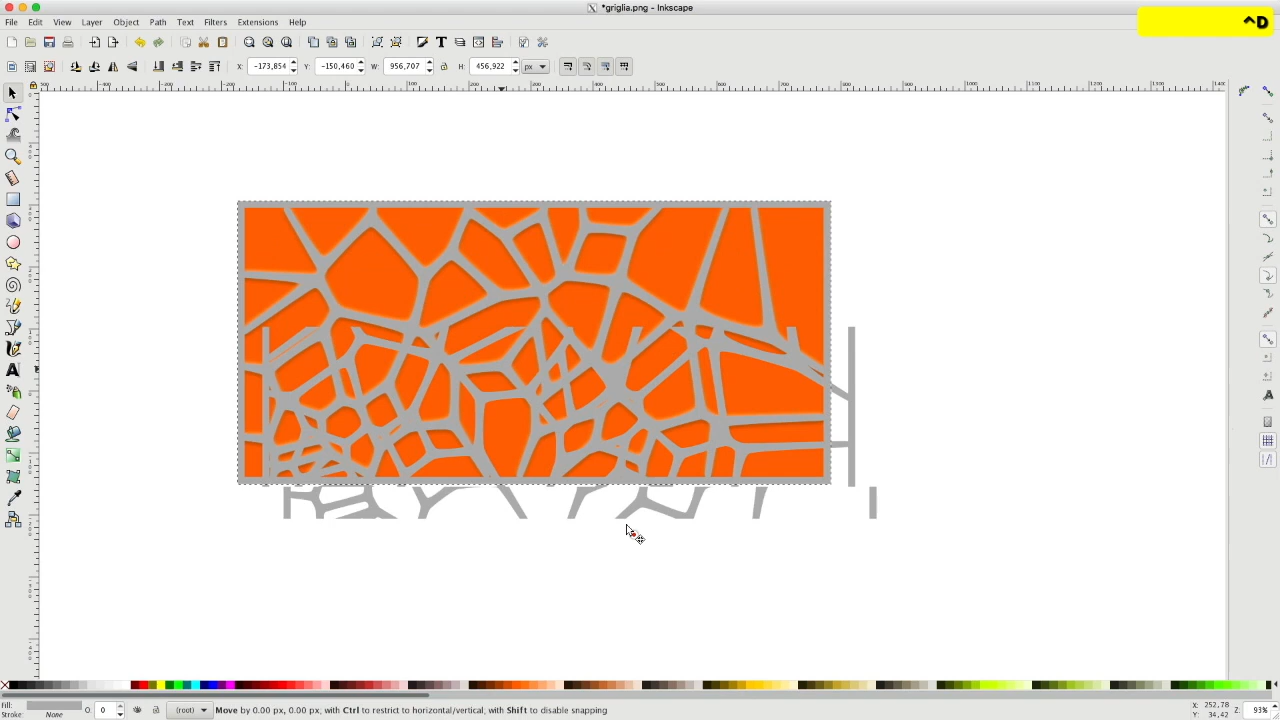 *griglia.png - Inkscape
^D
File Edit View Layer Object Path Text Filters Extensions Help
X: -173,854 Y: -150,460 W: 956,707 H: 456,922 px
Fill:
Stroke: None
O: 0
(root)
Move by 0.00 px, 0.00 px, with Ctrl to restrict to horizontal/vertical, with Shift to disable snapping
X: 252,78
Y: 34,42
Z: 93%